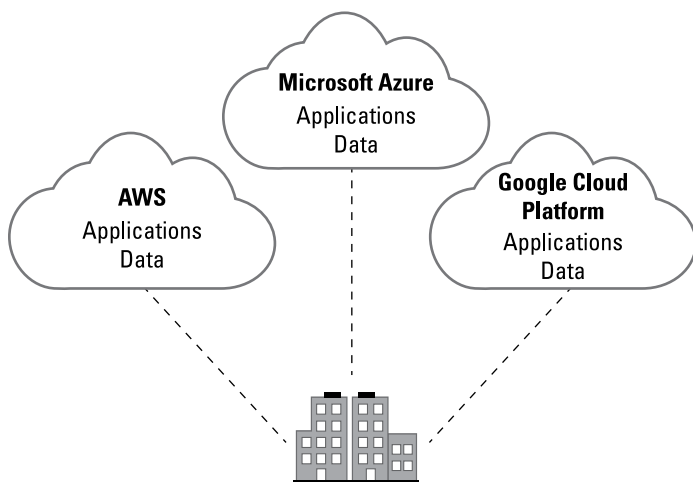 Microsoft Azure
Applications
Data
AWS
Applications
Data
Google Cloud
Platform
Applications
Data